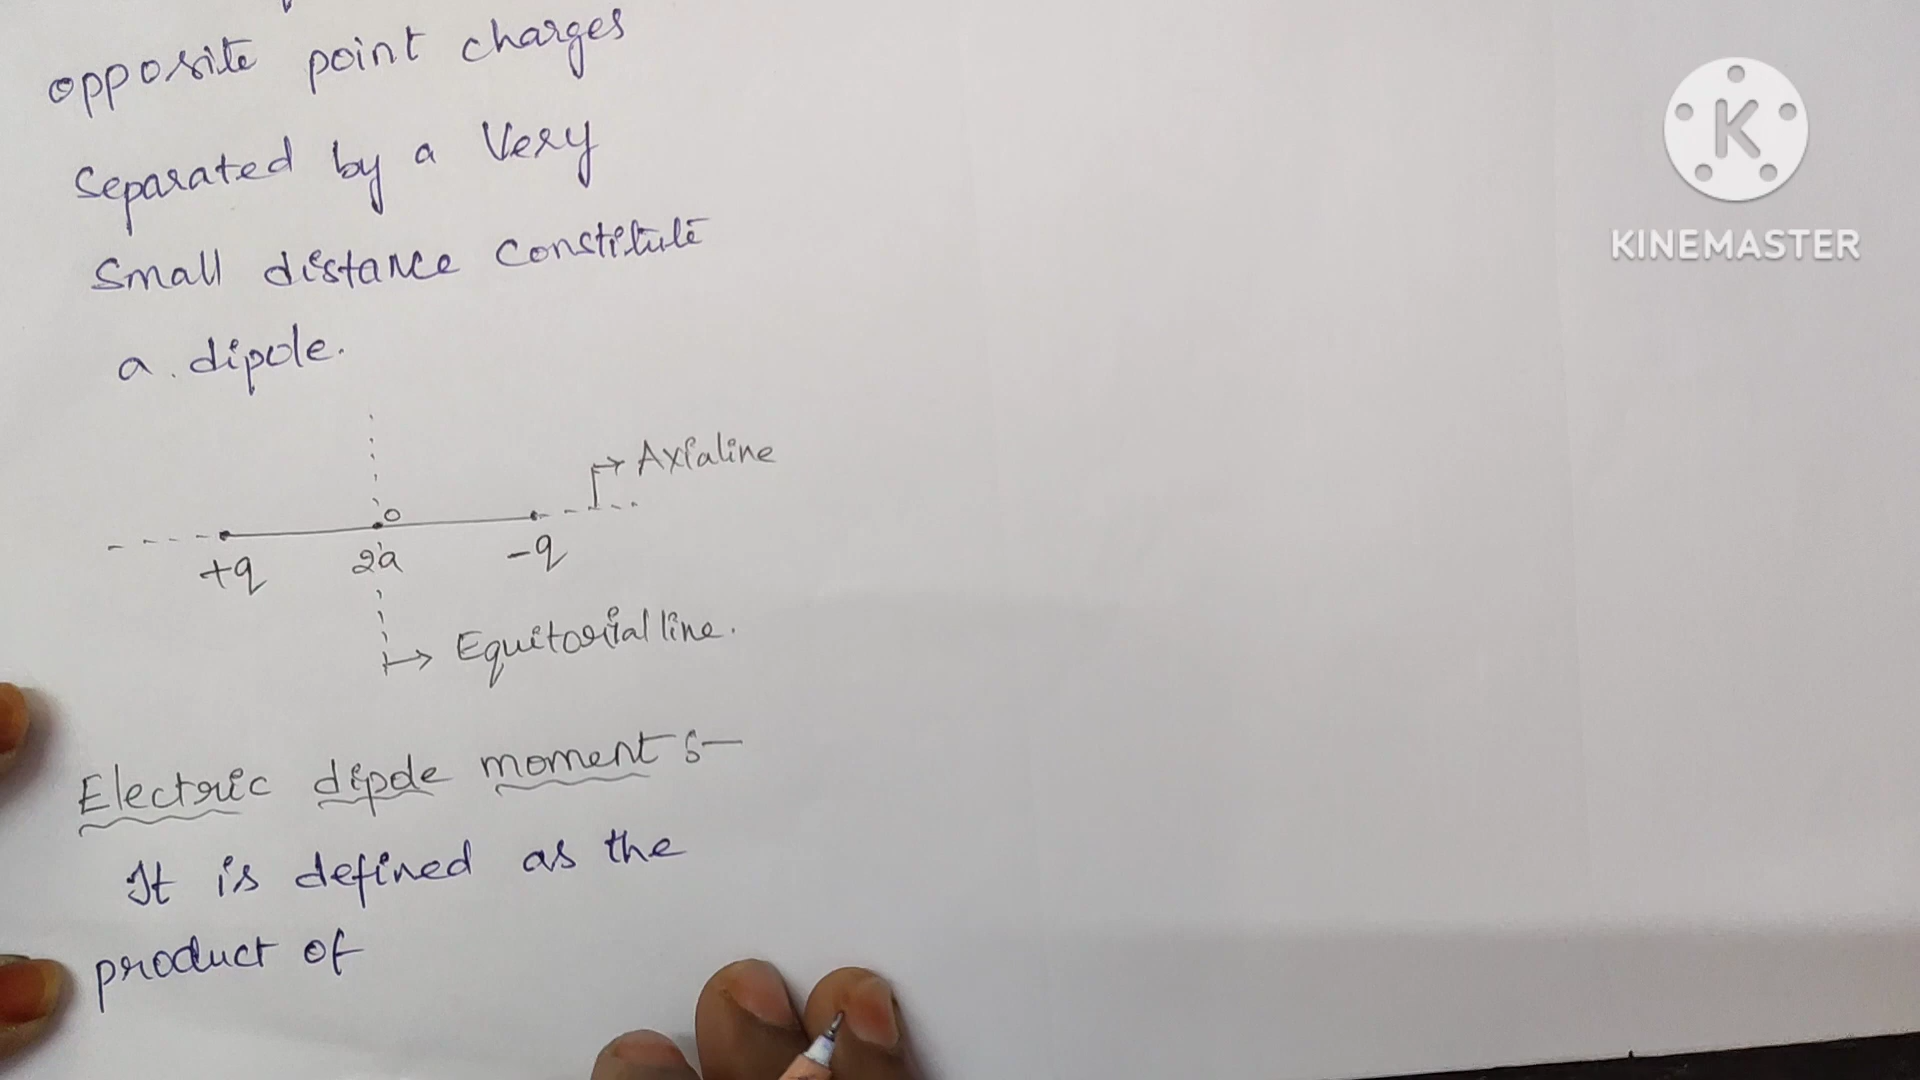 opposite point charges
Separated by a Very
Small distance Constitute
a. dipole.
Axialine
o
+q 2a -q
Equitorial line.
Electric dipole moment :-
It is defined as the
product of
K
KINEMASTER